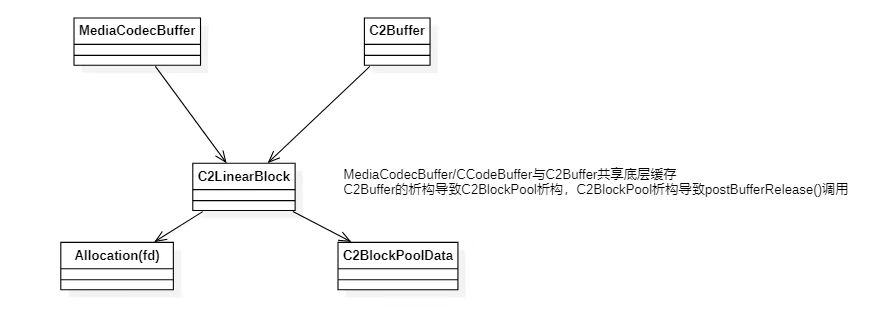 MediaCodecBuffer
C2Buffer
C2LinearBlock
MediaCodecBuffer/CCodeBuffer与C2Buffer共享底层缓存
C2Buffer的析构导致C2BlockPool析构，C2BlockPool析构导致postBufferRelease()调用
Allocation(fd)
C2BlockPoolData